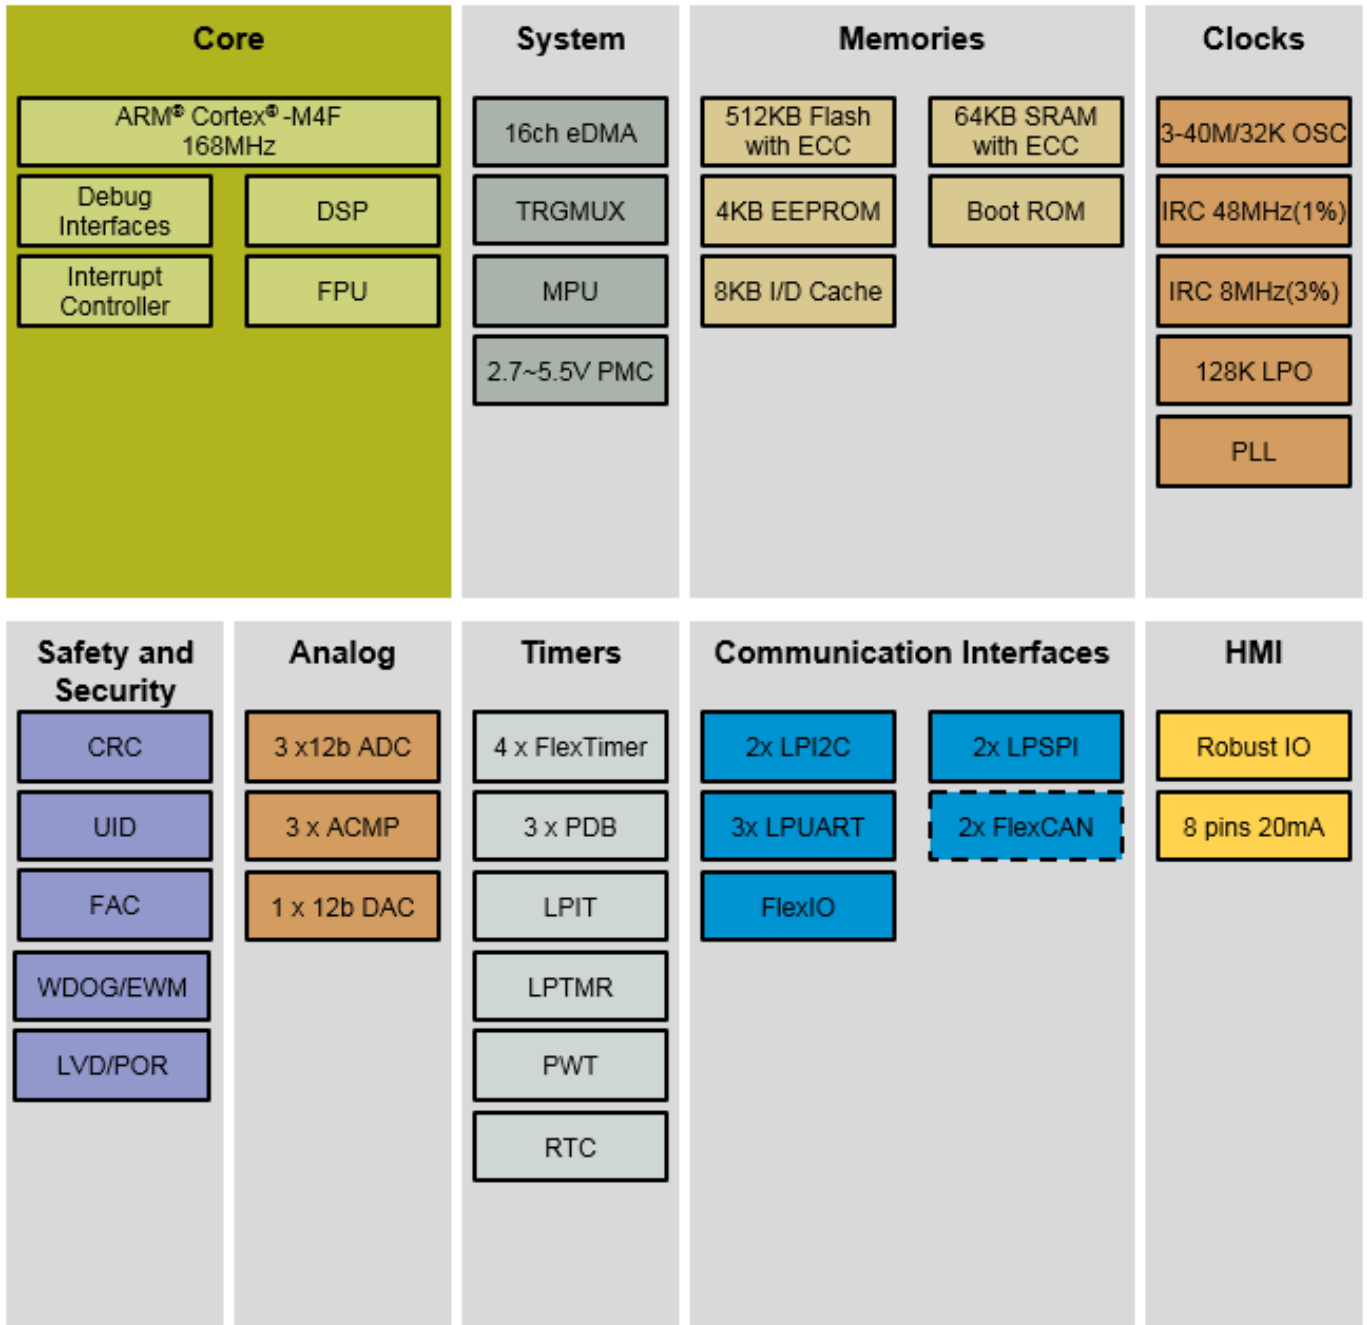 Core
ARM® Cortex®-M4F
168MHz
Debug
Interfaces
DSP
Interrupt
Controller
FPU
System
16ch eDMA
TRGMUX
MPU
2.7~5.5V PMC
Memories
512KB Flash
with ECC
64KB SRAM
with ECC
4KB EEPROM
Boot ROM
8KB I/D Cache
Clocks
3-40M/32K OSC
IRC 48MHz(1%)
IRC 8MHz(3%)
128K LPO
PLL
Safety and
Security
CRC
UID
FAC
WDOG/EWM
LVD/POR
Analog
3 x12b ADC
3 x ACMP
1 x 12b DAC
Timers
4 x FlexTimer
3 x PDB
LPIT
LPTMR
PWT
RTC
Communication Interfaces
2x LPI2C
2x LPSPI
3x LPUART
2x FlexCAN
FlexIO
HMI
Robust IO
8 pins 20mA